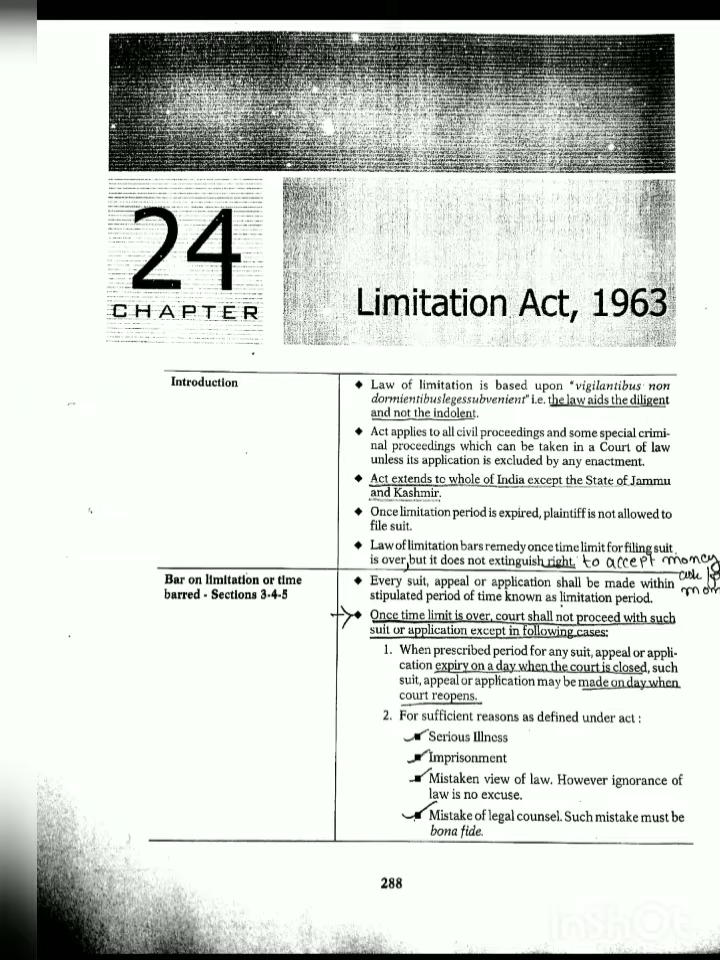 24
CHAPTER
Limitation Act, 1963
Introduction
◆ Law of limitation is based upon "vigilantibus non
dormientibuslegessubvenient" i.e. the law aids the diligent
and not the indolent.
◆ Act applies to all civil proceedings and some special crimi-
nal proceedings which can be taken in a Court of law
unless its application is excluded by any enactment.
◆ Act extends to whole of India except the State of Jammu
and Kashmir.
◆ Once limitation period is expired, plaintiff is not allowed to
file suit.
◆ Law of limitation bars remedy once time limit for filing suit
is over, but it does not extinguish right. to accept money
Bar on limitation or time
barred - Sections 3-4-5
◆ Every suit, appeal or application shall be made within
stipulated period of time known as limitation period.
◆ Once time limit is over, court shall not proceed with such
suit or application except in following cases:
1. When prescribed period for any suit, appeal or appli-
cation expiry on a day when the court is closed, such
suit, appeal or application may be made on day when
court reopens.
2. For sufficient reasons as defined under act :
■ Serious Illness
■ Imprisonment
■ Mistaken view of law. However ignorance of
law is no excuse.
■ Mistake of legal counsel. Such mistake must be
bona fide.
288
InShOt